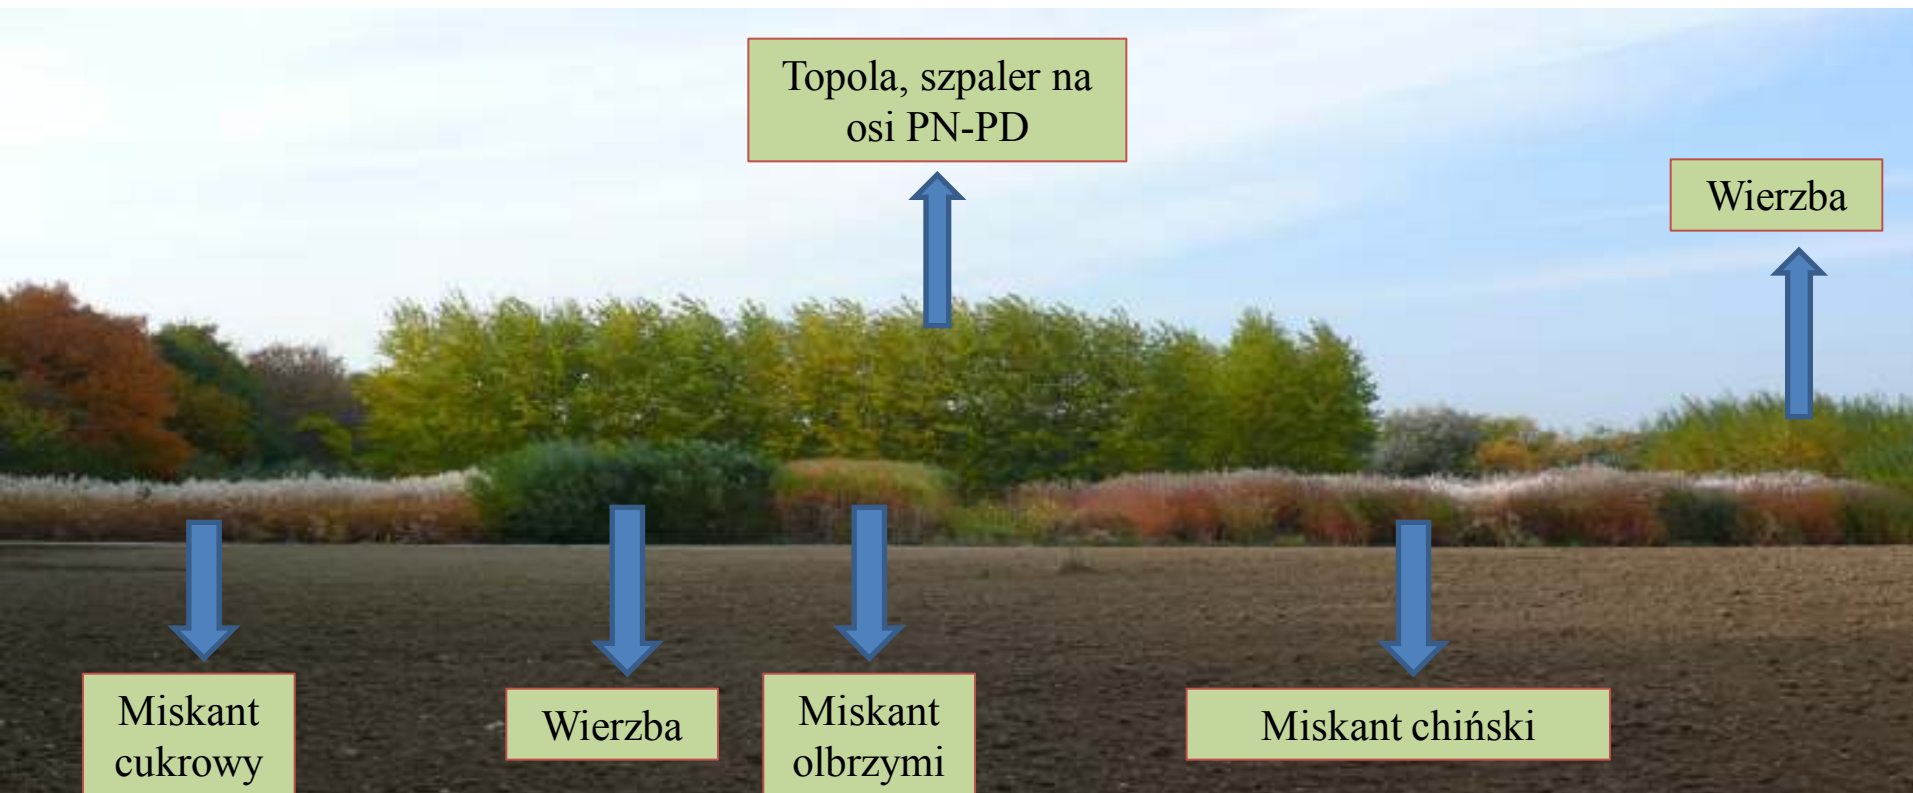 Topola, szpaler na
osi PN-PD
Wierzba
Miskant
cukrowy
Wierzba
Miskant
olbrzymi
Miskant chiński